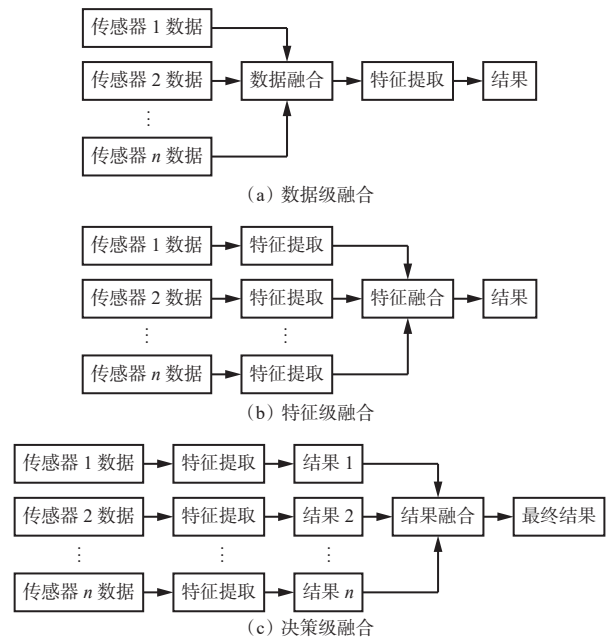 传感器 1 数据
传感器 2 数据 数据融合 特征提取 结果
⋮
传感器 n 数据
（a）数据级融合
传感器 1 数据 特征提取
传感器 2 数据 特征提取 特征融合 结果
⋮ ⋮
传感器 n 数据 特征提取
（b）特征级融合
传感器 1 数据 特征提取 结果 1
传感器 2 数据 特征提取 结果 2 结果融合 最终结果
⋮ ⋮ ⋮
传感器 n 数据 特征提取 结果 n
（c）决策级融合